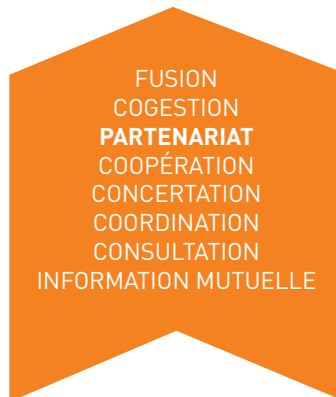 FUSION
COGESTION
PARTENARIAT
COOPÉRATION
CONCERTATION
COORDINATION
CONSULTATION
INFORMATION MUTUELLE